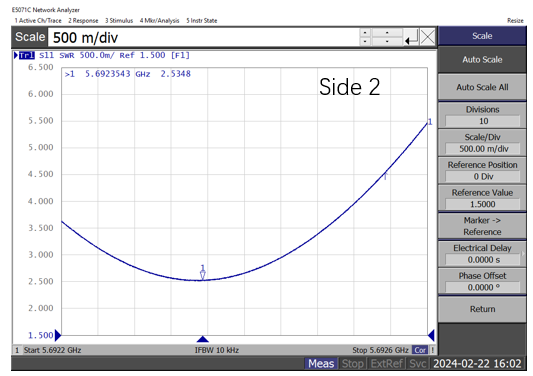 E5071C Network Analyzer
1 Active Ch/Trace 2 Response 3 Stimulus 4 Mkr/Analysis 5 Instr State
Resize
Scale 500 m/div
Tr1 S11 SWR 500.0m/ Ref 1.500 [F1]
>1 5.6923543 GHz 2.5348
Side 2
6.500
6.000
5.500
5.000
4.500
4.000
3.500
3.000
2.500
2.000
1.500
1
1
1 Start 5.6922 GHz
IFBW 10 kHz
Stop 5.6926 GHz Cor !
Scale
Auto Scale
Auto Scale All
Divisions
10
Scale/Div
500.00 m/div
Reference Position
0 Div
Reference Value
1.5000
Marker ->
Reference
Electrical Delay
0.0000 s
Phase Offset
0.0000 °
Return
Meas Stop ExtRef Svc 2024-02-22 16:02